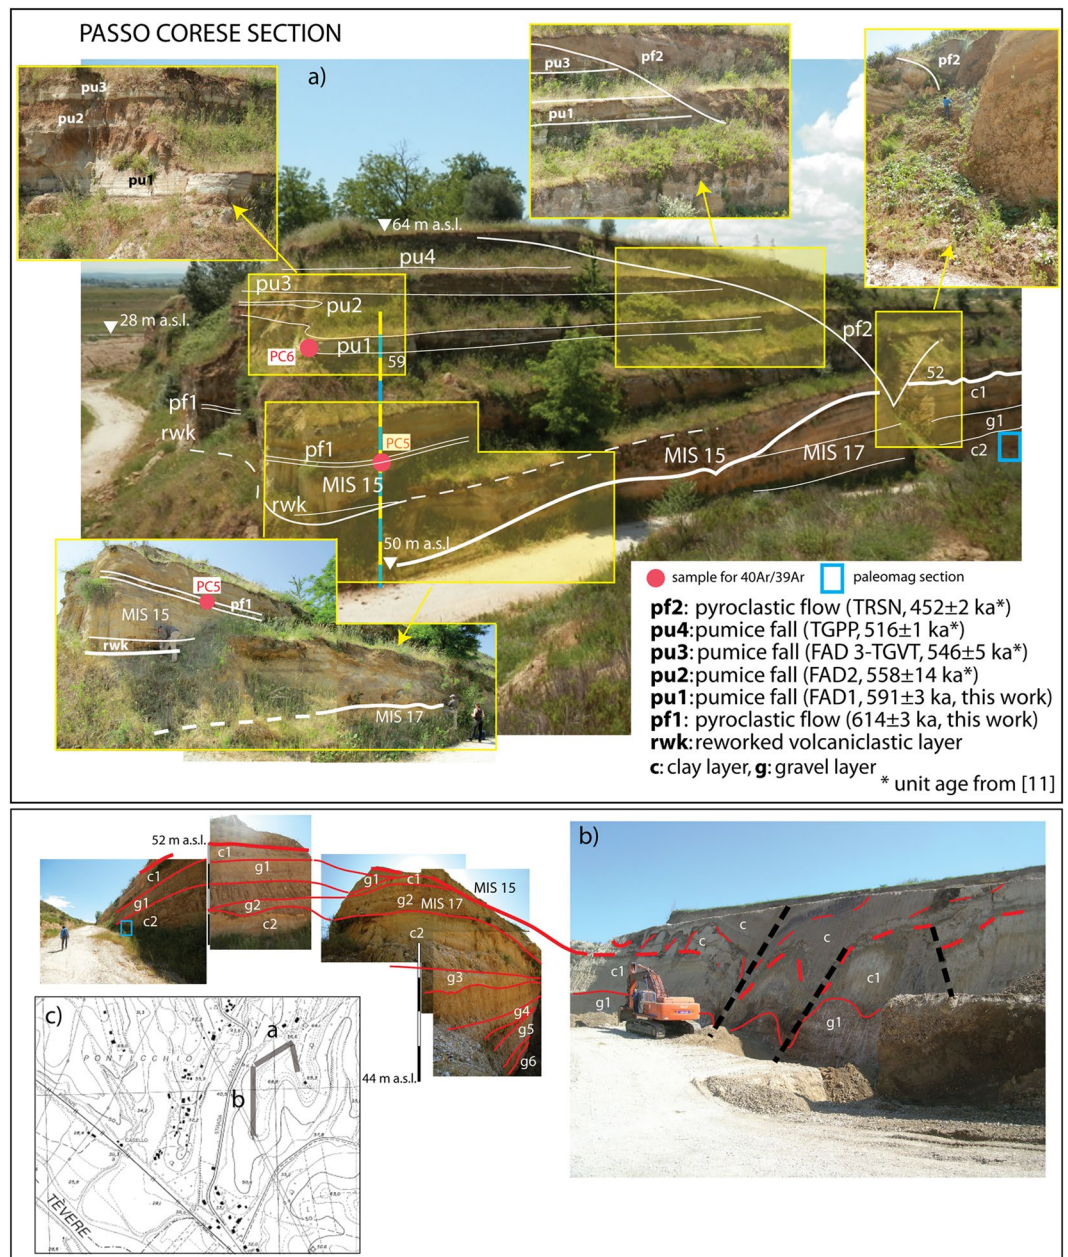 PASSO CORESE SECTION
a)
pu3
pu2
pu1
pu3
pf2
pu1
pf2
64 m a.s.l.
pu4
pu3
pu2
28 m a.s.l.
pu1
PC6
59
pf2
52
c1
g1
c2
pf1
rwk
pf1
PC5
MIS 15
MIS 15
MIS 17
rwk
50 m a.s.l.
PC5
pf1
MIS 15
rwk
MIS 17
sample for 40Ar/39Ar
paleomag section
pf2: pyroclastic flow (TRSN, 452±2 ka*)
pu4: pumice fall (TGPP, 516±1 ka*)
pu3: pumice fall (FAD 3-TGVT, 546±5 ka*)
pu2: pumice fall (FAD2, 558±14 ka*)
pu1: pumice fall (FAD1, 591±3 ka, this work)
pf1: pyroclastic flow (614±3 ka, this work)
rwk: reworked volcaniclastic layer
c: clay layer, g: gravel layer
* unit age from [11]
b)
52 m a.s.l.
c1
g1
c2
c1
g1
g2
c2
g1
c1
MIS 15
g2
MIS 17
c2
g3
g4
g5
g6
44 m a.s.l.
c
c
c1
c1
g1
g1
c)
a
b
PONTICCHIO
CASELLO
STRADA
TÈVERE